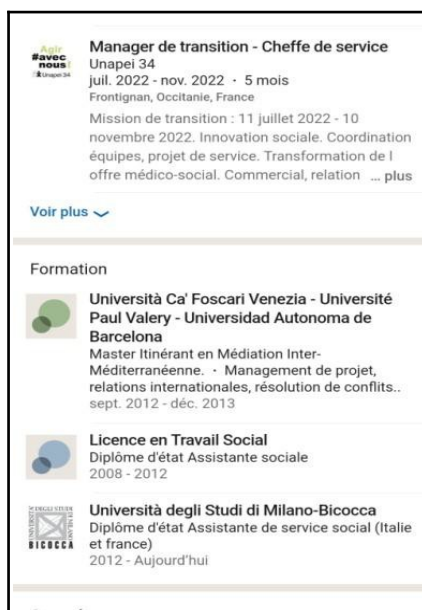 Agir
#avec
nous!
Unapei 34
Manager de transition - Cheffe de service
Unapei 34
juil. 2022 - nov. 2022 · 5 mois
Frontignan, Occitanie, France
Mission de transition : 11 juillet 2022 - 10
novembre 2022. Innovation sociale. Coordination
équipes, projet de service. Transformation de l
offre médico-social. Commercial, relation ... plus
Voir plus
Formation
Università Ca' Foscari Venezia - Université
Paul Valery - Universidad Autonoma de
Barcelona
Master Itinérant en Médiation Inter-
Méditerranéenne. · Management de projet,
relations internationales, résolution de conflits..
sept. 2012 - déc. 2013
Licence en Travail Social
Diplôme d'état Assistante sociale
2008 - 2012
BICOCCA
Università degli Studi di Milano-Bicocca
Diplôme d'état Assistante de service social (Italie
et france)
2012 - Aujourd'hui